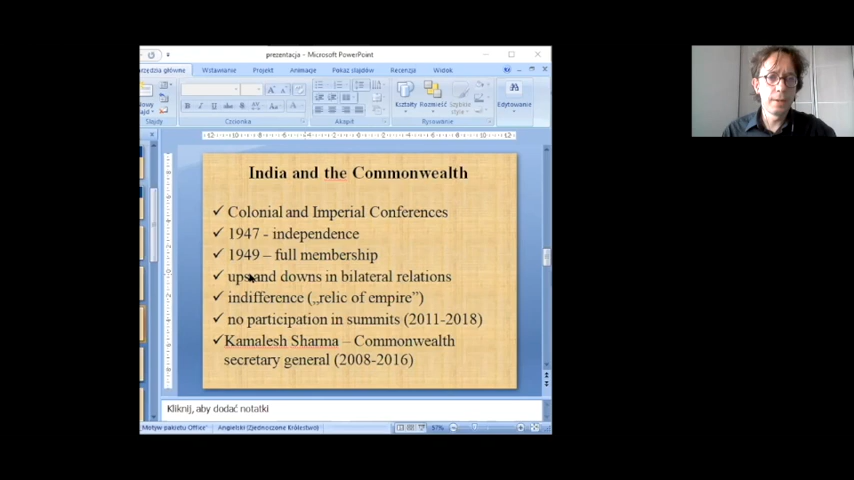 prezentacja – Microsoft PowerPoint
Wstawianie Projekt Animacje Pokaz slajdów Recenzja Widok
Kształty Rozmieść Szybkie style Edytowanie
Slajdy Czcionka Akapit Rysowanie
India and the Commonwealth
✓ Colonial and Imperial Conferences
✓ 1947 - independence
✓ 1949 – full membership
✓ ups and downs in bilateral relations
✓ indifference („relic of empire”)
✓ no participation in summits (2011-2018)
✓ Kamalesh Sharma – Commonwealth
secretary general (2008-2016)
Kliknij, aby dodać notatki
„Motyw pakietu Office” Angielski (Zjednoczone Królestwo) 57%